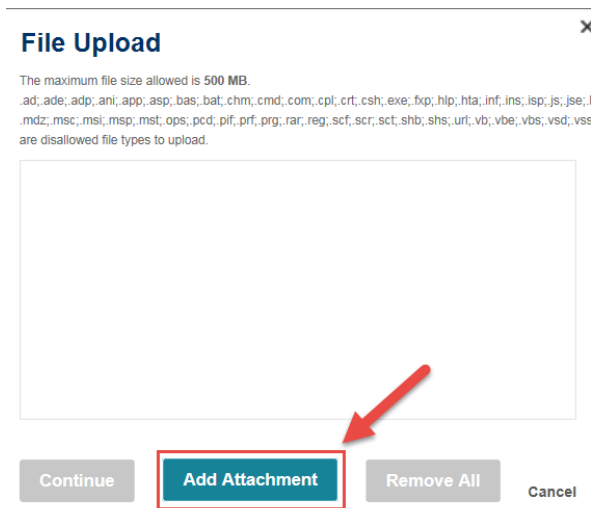 File Upload
The maximum file size allowed is 500 MB.
.ad;.ade;.adp;.ani;.app;.asp;.bas;.bat;.chm;.cmd;.com;.cpl;.crt;.csh;.exe;.fxp;.hlp;.hta;.inf;.ins;.isp;.js;.jse;.
.mdz;.msc;.msi;.msp;.mst;.ops;.pcd;.pif;.prf;.prg;.rar;.reg;.scf;.scr;.sct;.shb;.shs;.url;.vb;.vbe;.vbs;.vsd;.vss
are disallowed file types to upload.
Continue
Add Attachment
Remove All
Cancel